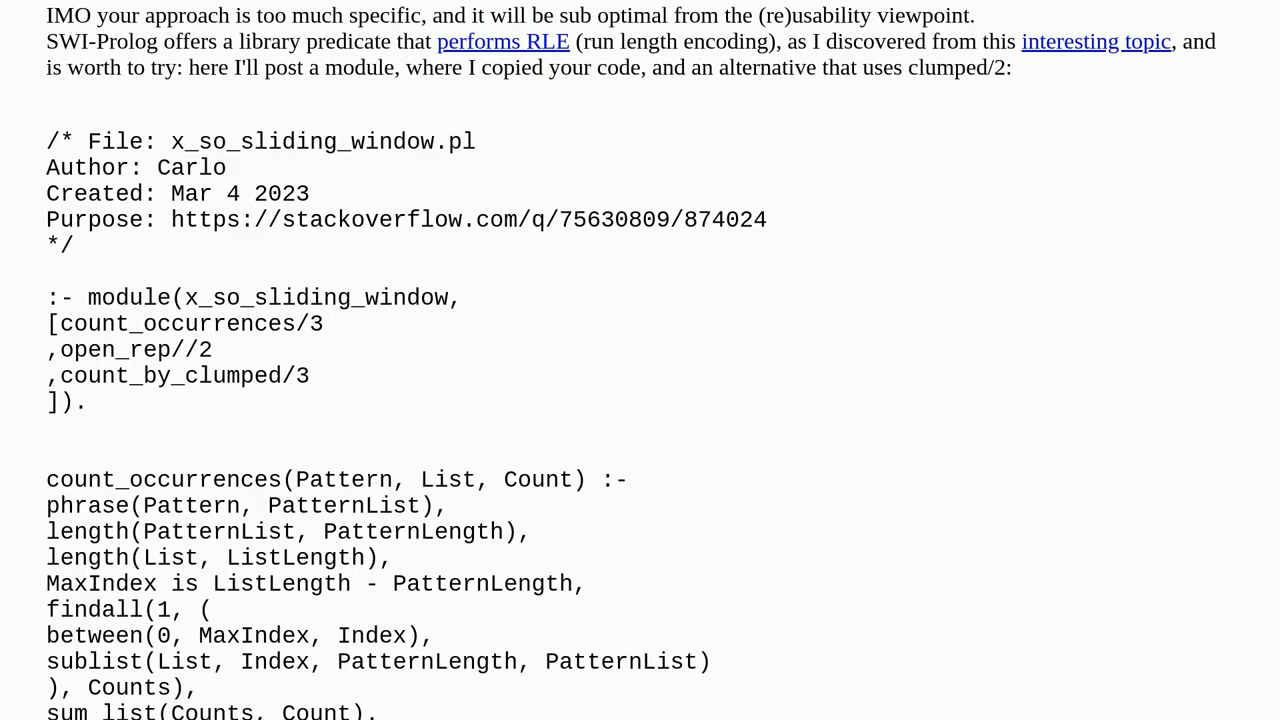 IMO your approach is too much specific, and it will be sub optimal from the (re)usability viewpoint.
SWI-Prolog offers a library predicate that performs RLE (run length encoding), as I discovered from this interesting topic, and
is worth to try: here I'll post a module, where I copied your code, and an alternative that uses clumped/2:
/* File: x_so_sliding_window.pl
Author: Carlo
Created: Mar 4 2023
Purpose: https://stackoverflow.com/q/75630809/874024
*/
:- module(x_so_sliding_window,
[count_occurrences/3
,open_rep//2
,count_by_clumped/3
]).
count_occurrences(Pattern, List, Count) :-
phrase(Pattern, PatternList),
length(PatternList, PatternLength),
length(List, ListLength),
MaxIndex is ListLength - PatternLength,
findall(1, (
between(0, MaxIndex, Index),
sublist(List, Index, PatternLength, PatternList)
), Counts),
sum_list(Counts, Count).